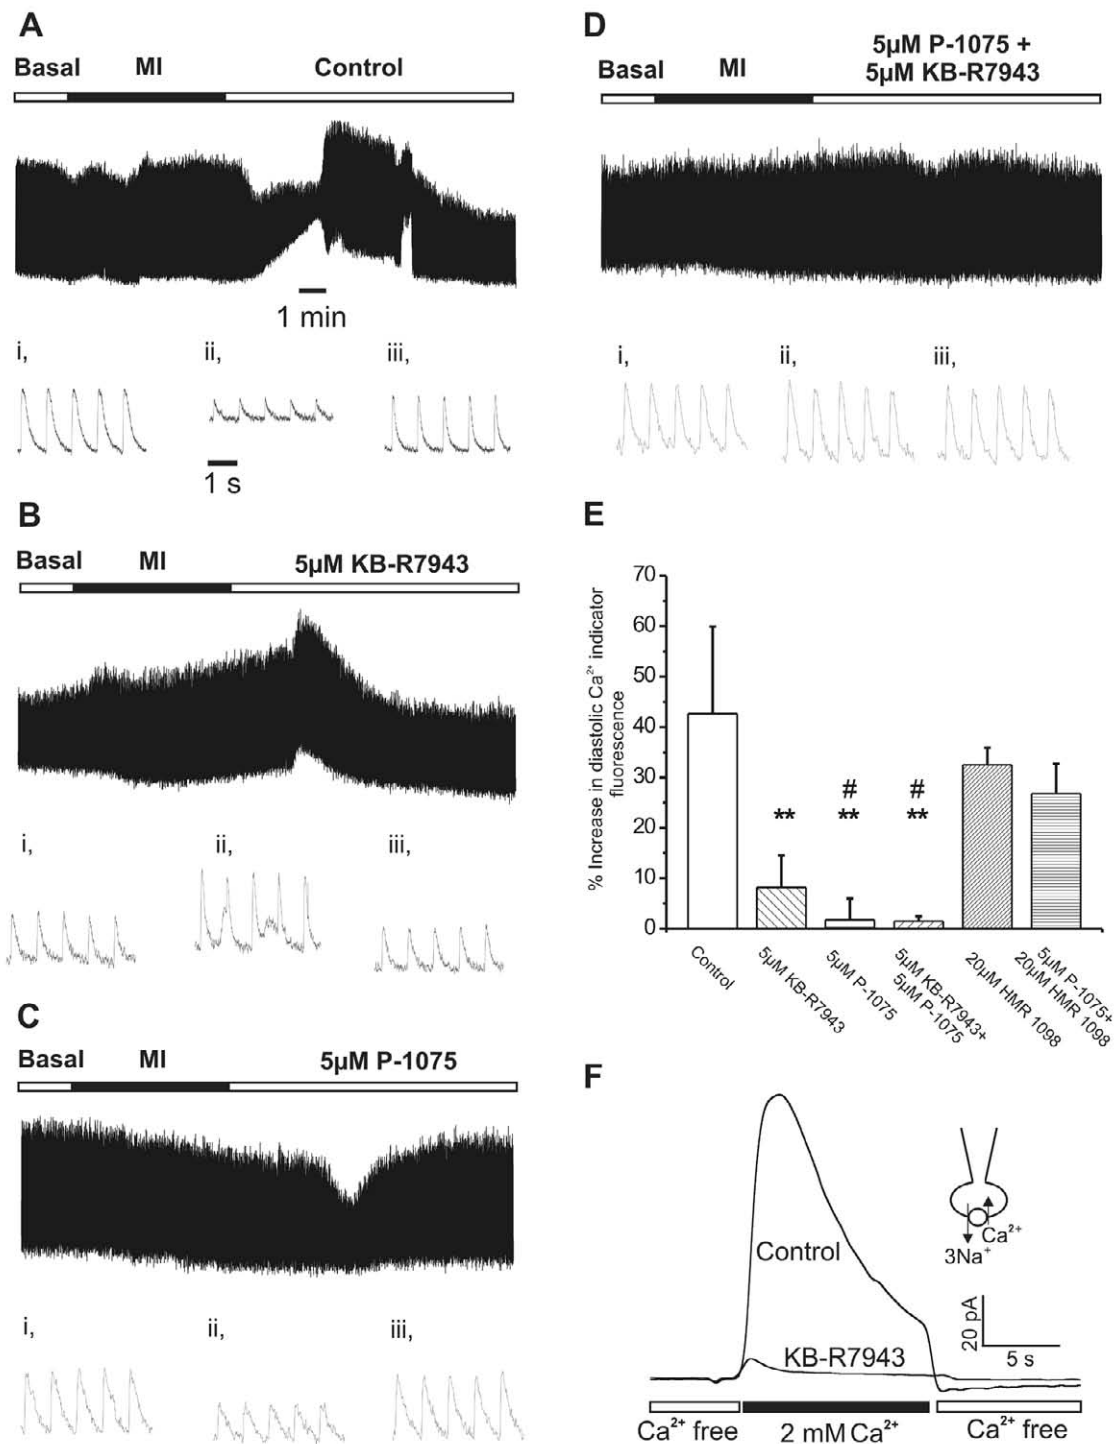 A
Basal MI Control
1 min
i, ii, iii,
1 s
B
Basal MI 5µM KB-R7943
i, ii, iii,
C
Basal MI 5µM P-1075
i, ii, iii,
D
5µM P-1075 +
Basal MI 5µM KB-R7943
i, ii, iii,
E
% Increase in diastolic Ca²⁺ indicator
fluorescence
70
60
50
40
30
20
10
0
# #
** ** **
Control
5µM KB-R7943
5µM P-1075
5µM KB-R7943+
5µM P-1075
20µM HMR 1098
5µM P-1075+
20µM HMR 1098
F
Control
KB-R7943
Ca²⁺
3Na⁺
20 pA
5 s
Ca²⁺ free 2 mM Ca²⁺ Ca²⁺ free